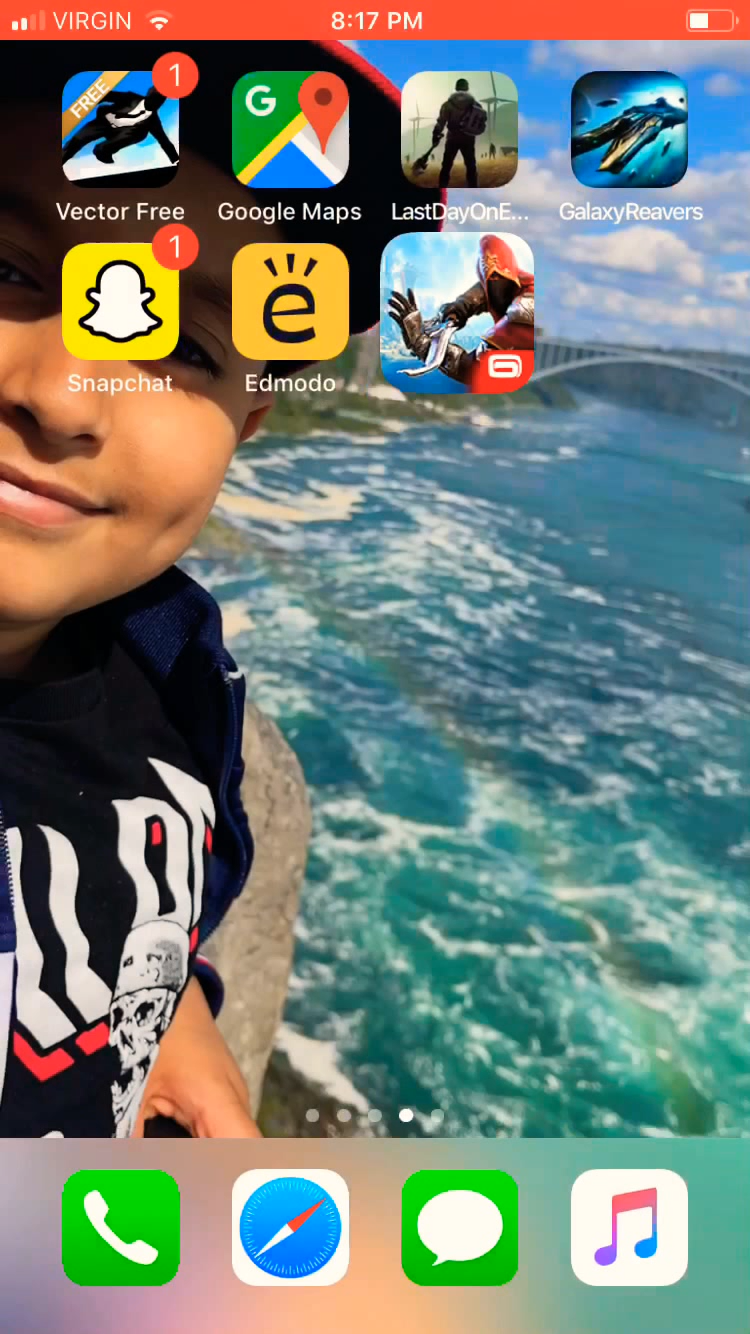 VIRGIN 8:17 PM
FREE 1
G
Vector Free Google Maps LastDayOnE... GalaxyReavers
1
e
Snapchat Edmodo